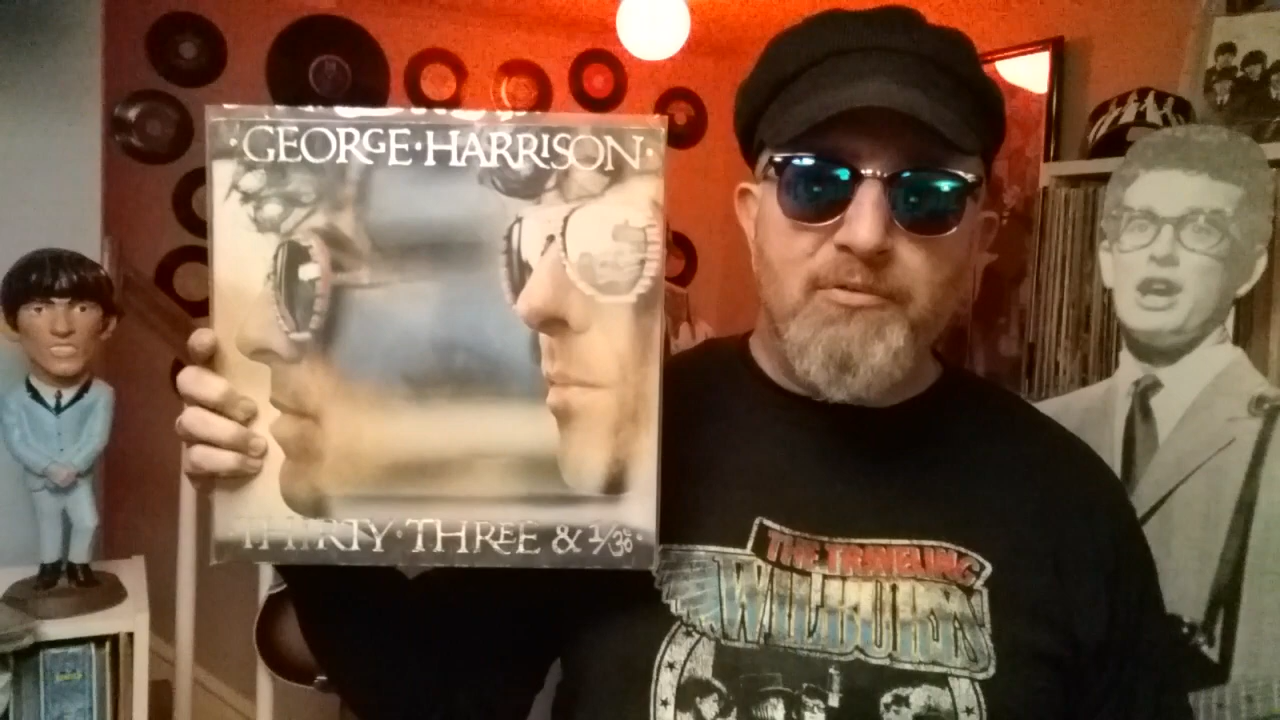 ·GEORGE·HARRISON·
THIRTY·THREE & 1/3·
THE TRAVELING
WILBURYS